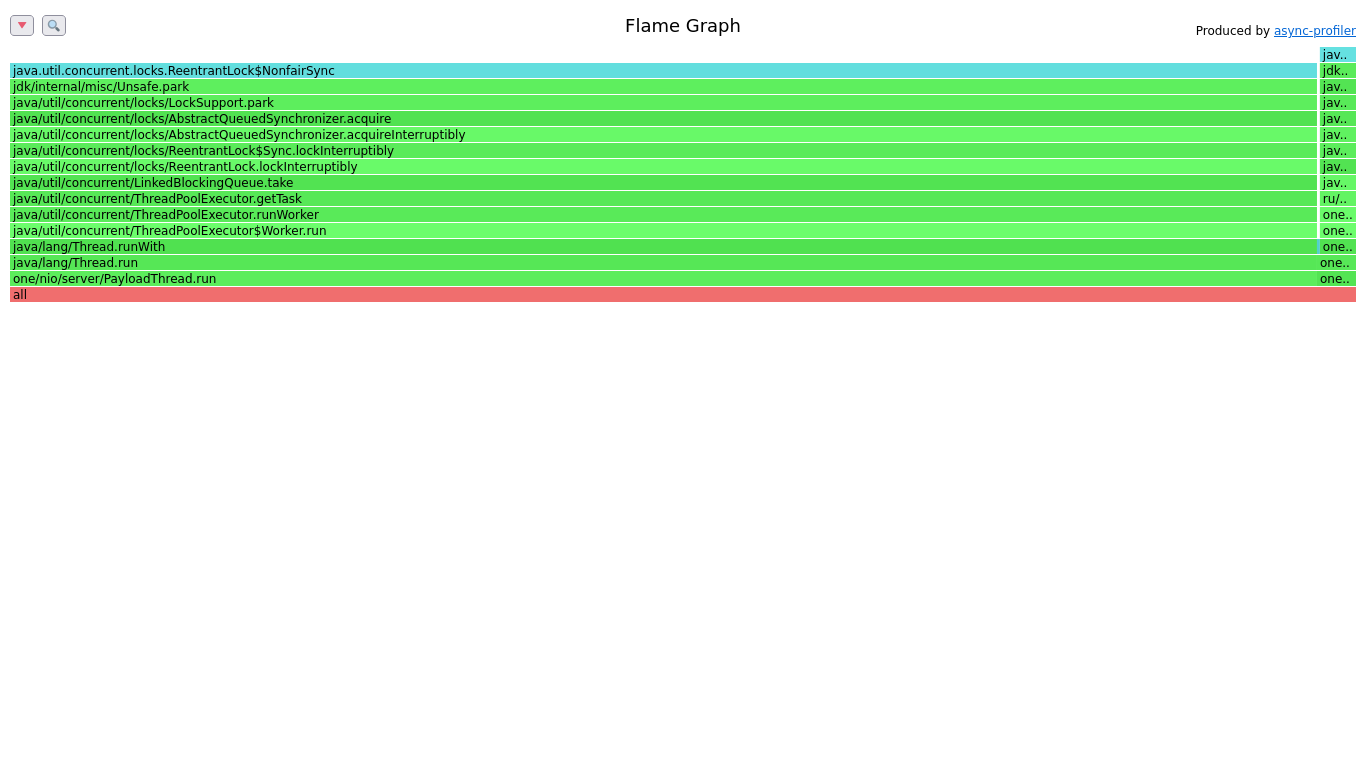 Flame Graph
Produced by async-profiler
jav..
java.util.concurrent.locks.ReentrantLock$NonfairSync jdk..
jdk/internal/misc/Unsafe.park jav..
java/util/concurrent/locks/LockSupport.park jav..
java/util/concurrent/locks/AbstractQueuedSynchronizer.acquire jav..
java/util/concurrent/locks/AbstractQueuedSynchronizer.acquireInterruptibly jav..
java/util/concurrent/locks/ReentrantLock$Sync.lockInterruptibly jav..
java/util/concurrent/locks/ReentrantLock.lockInterruptibly jav..
java/util/concurrent/LinkedBlockingQueue.take jav..
java/util/concurrent/ThreadPoolExecutor.getTask ru/..
java/util/concurrent/ThreadPoolExecutor.runWorker one..
java/util/concurrent/ThreadPoolExecutor$Worker.run one..
java/lang/Thread.runWith one..
java/lang/Thread.run one..
one/nio/server/PayloadThread.run one..
all